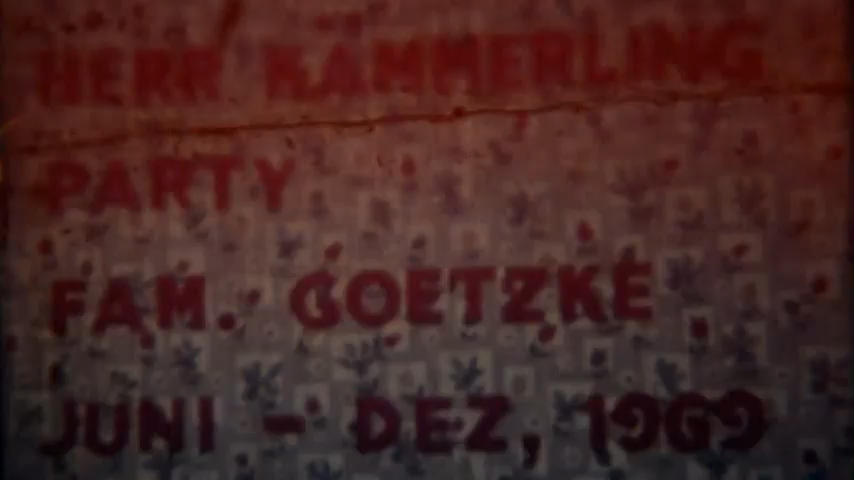 HERR KÄMMERLING
PARTY
FAM. GOETZKE
JUNI - DEZ, 1969